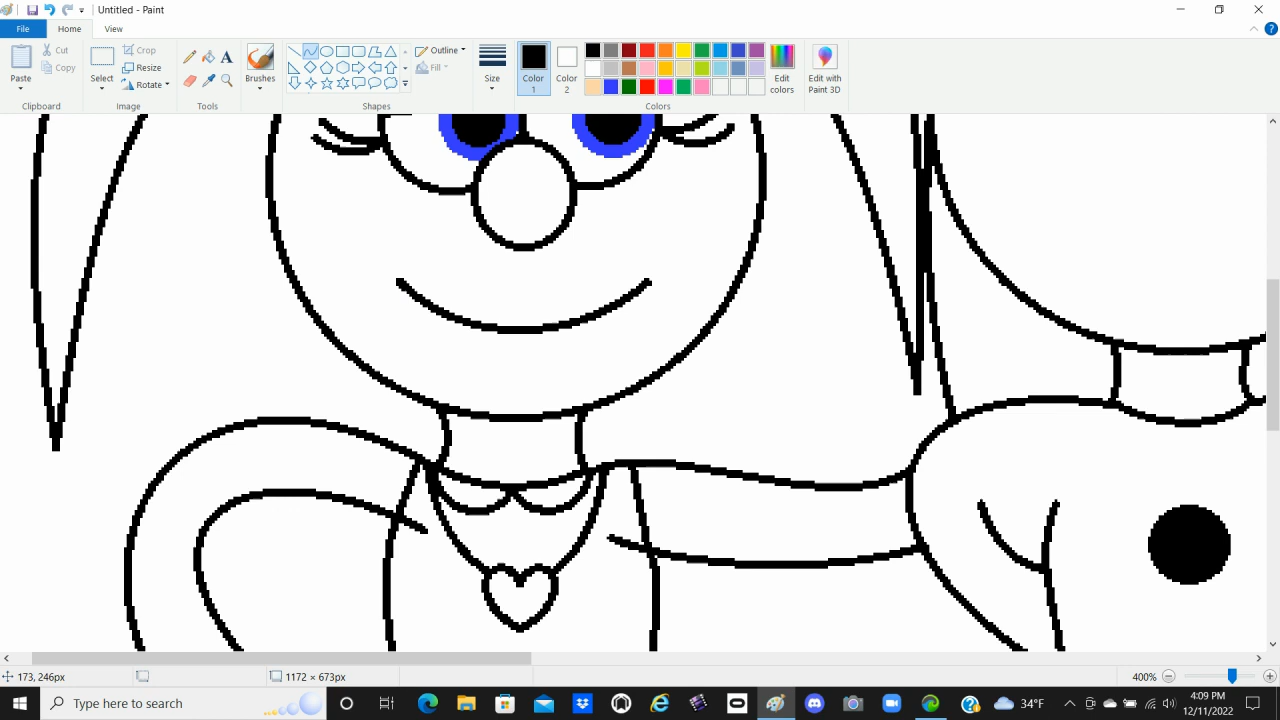 Untitled - Paint
File
Home
View
Paste
Cut
Copy
Clipboard
Select
Crop
Resize
Rotate
Image
A
Tools
Brushes
Outline
Fill
Shapes
Size
Color 1
Color 2
Edit colors
Colors
Edit with Paint 3D
173, 246px
1172 × 673px
400%
Type here to search
34°F
4:09 PM
12/11/2022